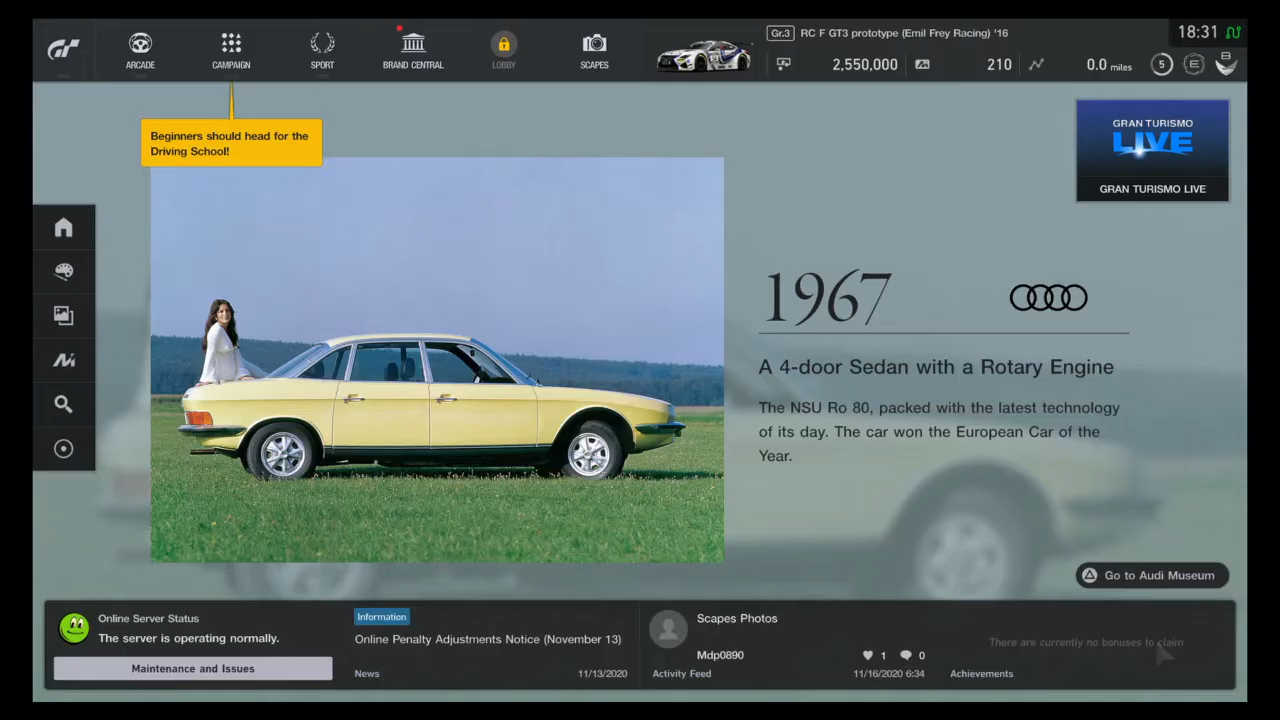 GT
ARCADE
CAMPAIGN
SPORT
BRAND CENTRAL
LOBBY
SCAPES
Gr.3 RC F GT3 prototype (Emil Frey Racing) '16
2,550,000
210
0.0 miles
5
E
B
18:31
Beginners should head for the
Driving School!
GRAN TURISMO
LIVE
GRAN TURISMO LIVE
1967
A 4-door Sedan with a Rotary Engine
The NSU Ro 80, packed with the latest technology
of its day. The car won the European Car of the
Year.
Go to Audi Museum
Online Server Status
The server is operating normally.
Maintenance and Issues
Information
Online Penalty Adjustments Notice (November 13)
News
11/13/2020
Scapes Photos
Mdp0890
1
0
Activity Feed
11/16/2020 6:34
There are currently no bonuses to claim
Achievements